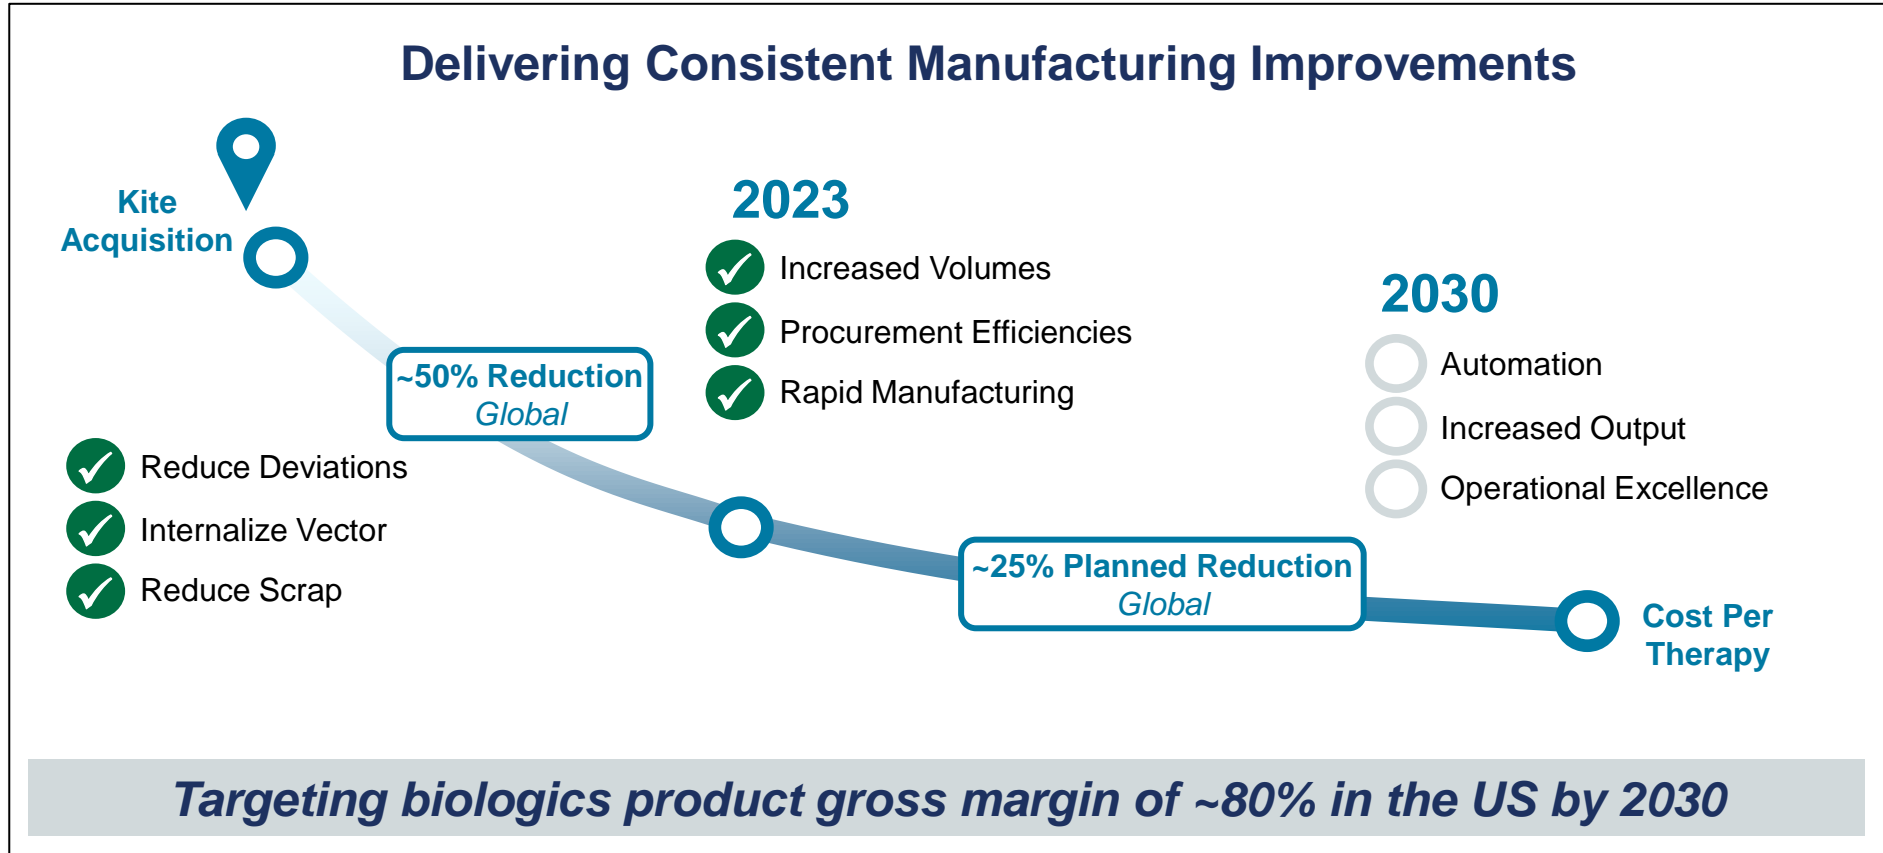 Delivering Consistent Manufacturing Improvements
Kite
Acquisition
~50% Reduction
Global
Reduce Deviations
Internalize Vector
Reduce Scrap
2023
Increased Volumes
Procurement Efficiencies
Rapid Manufacturing
~25% Planned Reduction
Global
2030
Automation
Increased Output
Operational Excellence
Cost Per
Therapy
Targeting biologics product gross margin of ~80% in the US by 2030